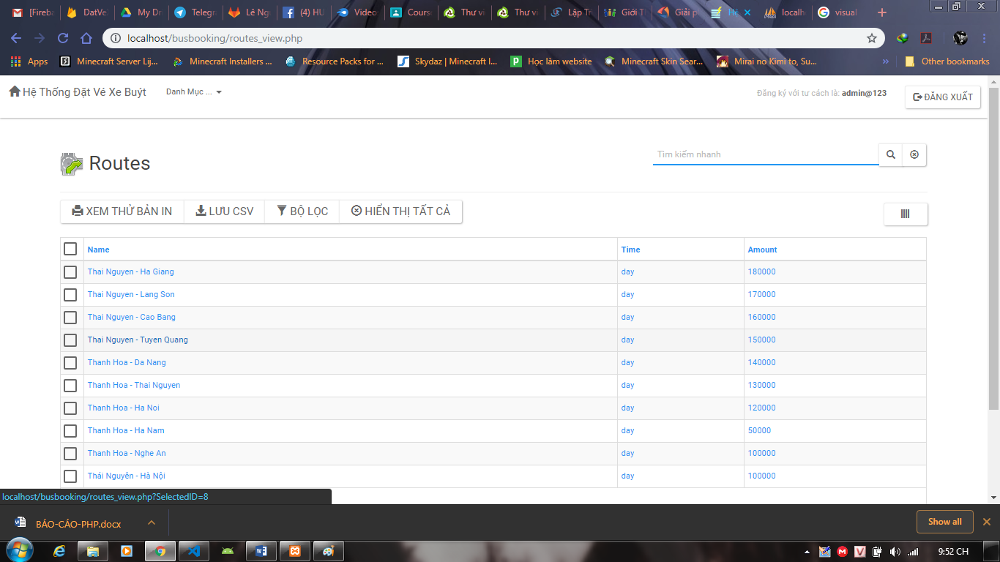 [Fireba
DatVe
My Dr
Telegra
Lê Ng
(4) HU
Video
Course
Thư vi
Thư vi
Lập Tr
Giới T
Giải p
localh
visual
localhost/busbooking/routes_view.php
Apps
Minecraft Server Lij...
Minecraft Installers ...
Resource Packs for ...
Skydaz | Minecraft I...
Học làm website
Minecraft Skin Sear...
Mirai no Kimi to, Su...
»
Other bookmarks
Hệ Thống Đặt Vé Xe Buýt
Danh Mục ...
Đăng ký với tư cách là: admin@123
ĐĂNG XUẤT
Routes
Tìm kiếm nhanh
XEM THỬ BẢN IN
LƯU CSV
BỘ LỌC
HIỂN THỊ TẤT CẢ
Name Time Amount
Thai Nguyen - Ha Giang day 180000
Thai Nguyen - Lang Son day 170000
Thai Nguyen - Cao Bang day 160000
Thai Nguyen - Tuyen Quang day 150000
Thanh Hoa - Da Nang day 140000
Thanh Hoa - Thai Nguyen day 130000
Thanh Hoa - Ha Noi day 120000
Thanh Hoa - Ha Nam day 50000
Thanh Hoa - Nghe An day 100000
Thái Nguyên - Hà Nội day 100000
localhost/busbooking/routes_view.php?SelectedID=8
BÁO-CÁO-PHP.docx
Show all
9:52 CH